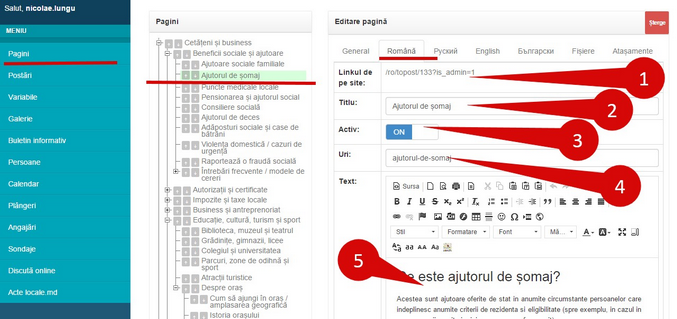 Salut, nicolae.lungu
MENIU
Pagini
Postări
Variabile
Galerie
Buletin informativ
Persoane
Calendar
Plângeri
Angajări
Sondaje
Discută online
Acte locale.md
Pagini
Cetățeni și business
Beneficii sociale și ajutoare
Ajutoare sociale familiale
Ajutorul de șomaj
Puncte medicale locale
Pensionarea și ajutorul social
Consiliere socială
Ajutorul de deces
Adăposturi sociale și case de
bătrâni
Violența domestică / cazuri de
urgență
Raportează o fraudă socială
Întrebări frecvente / modele de
cereri
Autorizații și certificate
Impozite și taxe locale
Business și antreprenoriat
Educație, cultură, turism și sport
Biblioteca, muzeul și teatrul
Grădinițe, gimnazii, licee
Colegiul și universitatea
Parcuri, zone de odihnă și
sport
Atracții turistice
Despre oraș
Cum să ajungi în oraș /
amplasarea geografică
Istoria orașului
Editare pagină
Șterge
General Română Русский English Български Fișiere Atașamente
Linkul de
pe site:
/ro/topost/133?is_admin=1
1
Titlu:
Ajutorul de șomaj
2
Activ:
ON
3
Uri:
ajutorul-de-somaj
4
Text:
Sursa
Stil Formatare Font Mă...
5
e este ajutorul de șomaj?
Acestea sunt ajutoare oferite de stat in anumite circumstante persoanelor care
indeplinesc anumite criterii de rezidenta si eligibilitate (spre exemplu, in cazul in